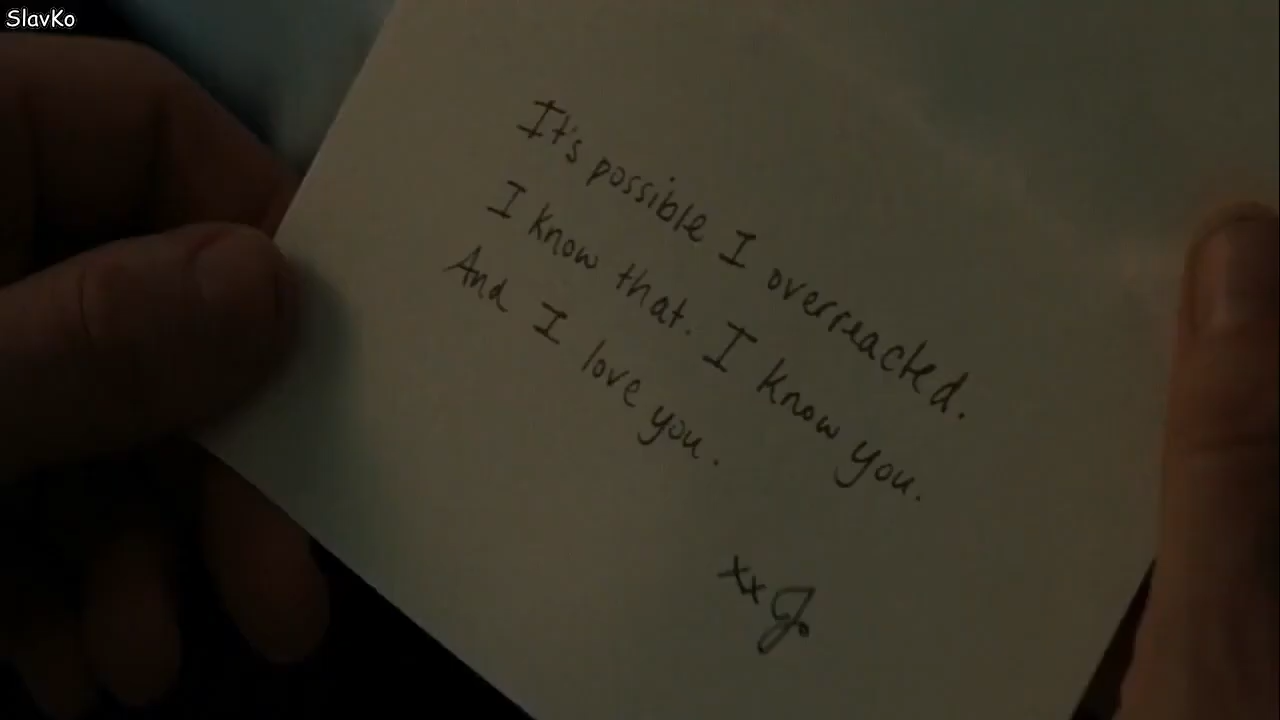 SlavKo
It's possible I overreacted.
I know that. I know you.
And I love you.
xx Jo